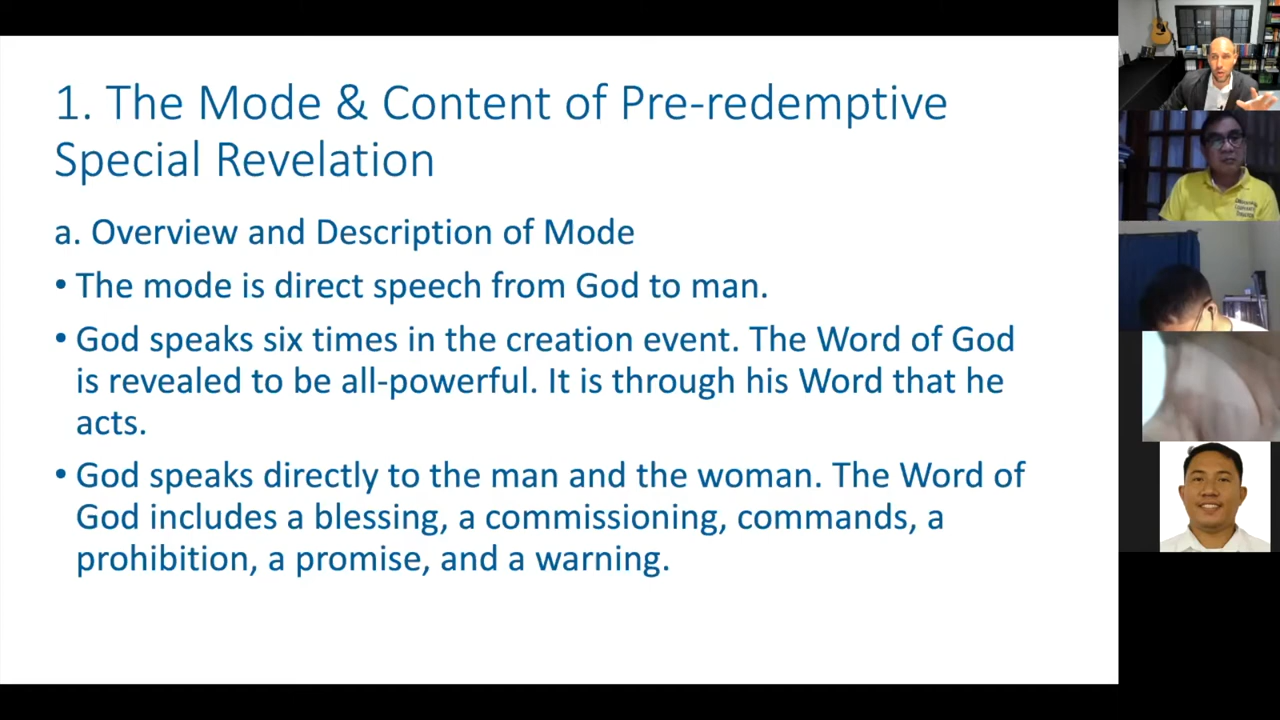 1. The Mode & Content of Pre-redemptive
Special Revelation
a. Overview and Description of Mode
• The mode is direct speech from God to man.
• God speaks six times in the creation event. The Word of God
is revealed to be all-powerful. It is through his Word that he
acts.
• God speaks directly to the man and the woman. The Word of
God includes a blessing, a commissioning, commands, a
prohibition, a promise, and a warning.